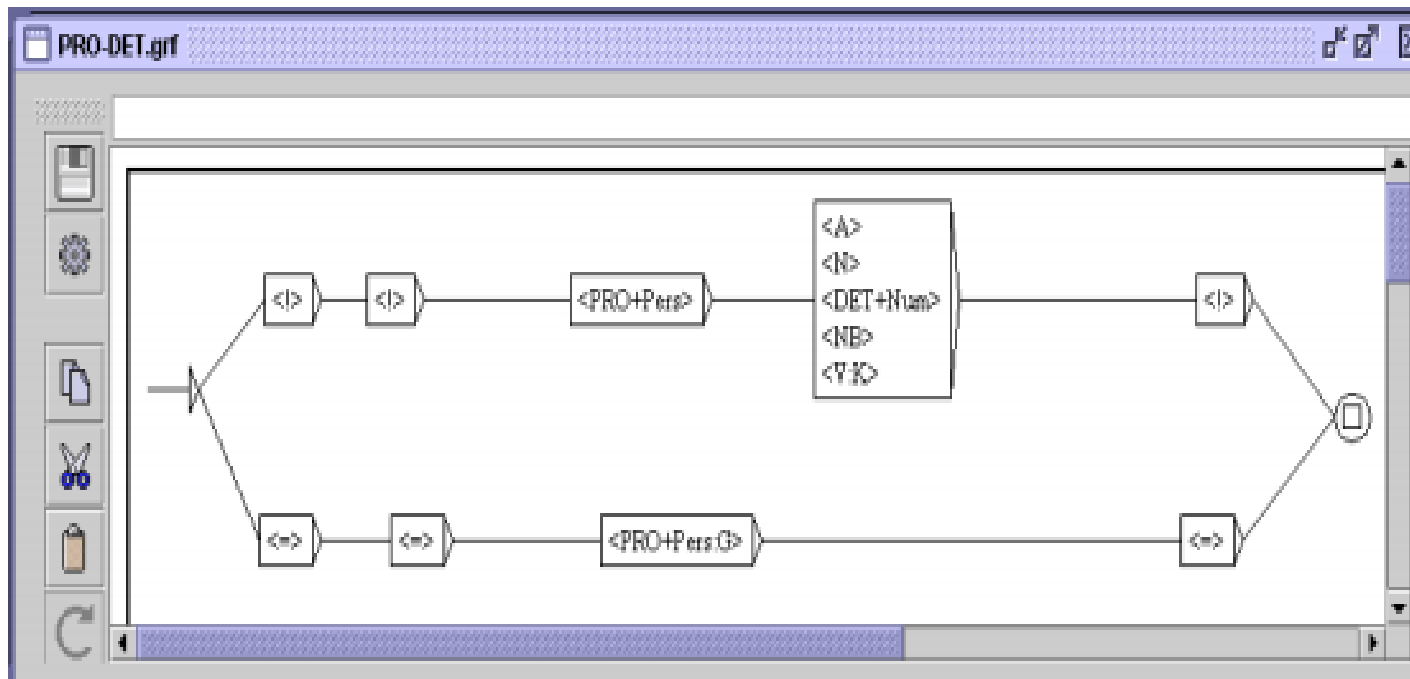 PRO-DET.grf
<!> <!> <PRO+Pers> <!>
<A>
<N>
<DET+Num>
<NB>
<V:K>
<=> <=> <PRO+Pers:G> <=>